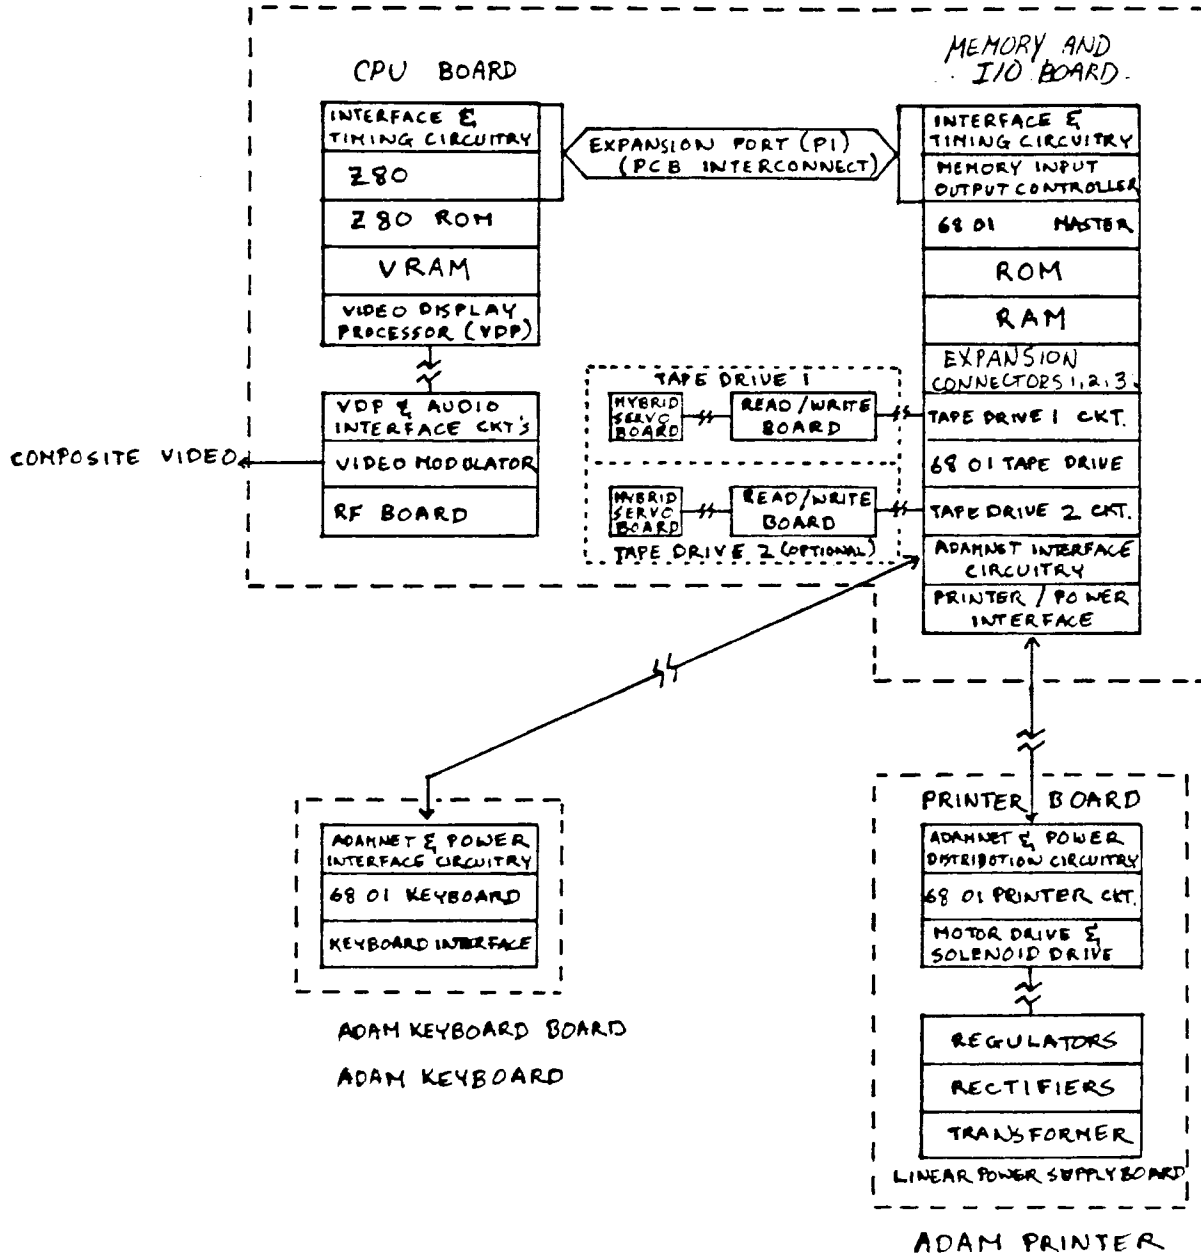 CPU BOARD
INTERFACE &
TIMING CIRCUITRY
Z80
Z80 ROM
VRAM
VIDEO DISPLAY
PROCESSOR (VDP)
VDP & AUDIO
INTERFACE CKT'S
VIDEO MODULATOR
RF BOARD
COMPOSITE VIDEO
EXPANSION PORT (P1)
(PCB INTERCONNECT)
MEMORY AND
I/O BOARD
INTERFACE &
TIMING CIRCUITRY
MEMORY INPUT
OUTPUT CONTROLLER
6801 MASTER
ROM
RAM
EXPANSION
CONNECTORS 1, 2, 3.
TAPE DRIVE 1 CKT.
6801 TAPE DRIVE
TAPE DRIVE 2 CKT.
ADAMNET INTERFACE
CIRCUITRY
PRINTER / POWER
INTERFACE
TAPE DRIVE 1
HYBRID
SERVO
BOARD
READ/WRITE
BOARD
HYBRID
SERVO
BOARD
READ/WRITE
BOARD
TAPE DRIVE 2 (OPTIONAL)
ADAMNET & POWER
INTERFACE CIRCUITRY
6801 KEYBOARD
KEYBOARD INTERFACE
ADAM KEYBOARD BOARD
ADAM KEYBOARD
PRINTER BOARD
ADAMNET & POWER
DISTRIBUTION CIRCUITRY
6801 PRINTER CKT.
MOTOR DRIVE &
SOLENOID DRIVE
REGULATORS
RECTIFIERS
TRANSFORMER
LINEAR POWER SUPPLY BOARD
ADAM PRINTER